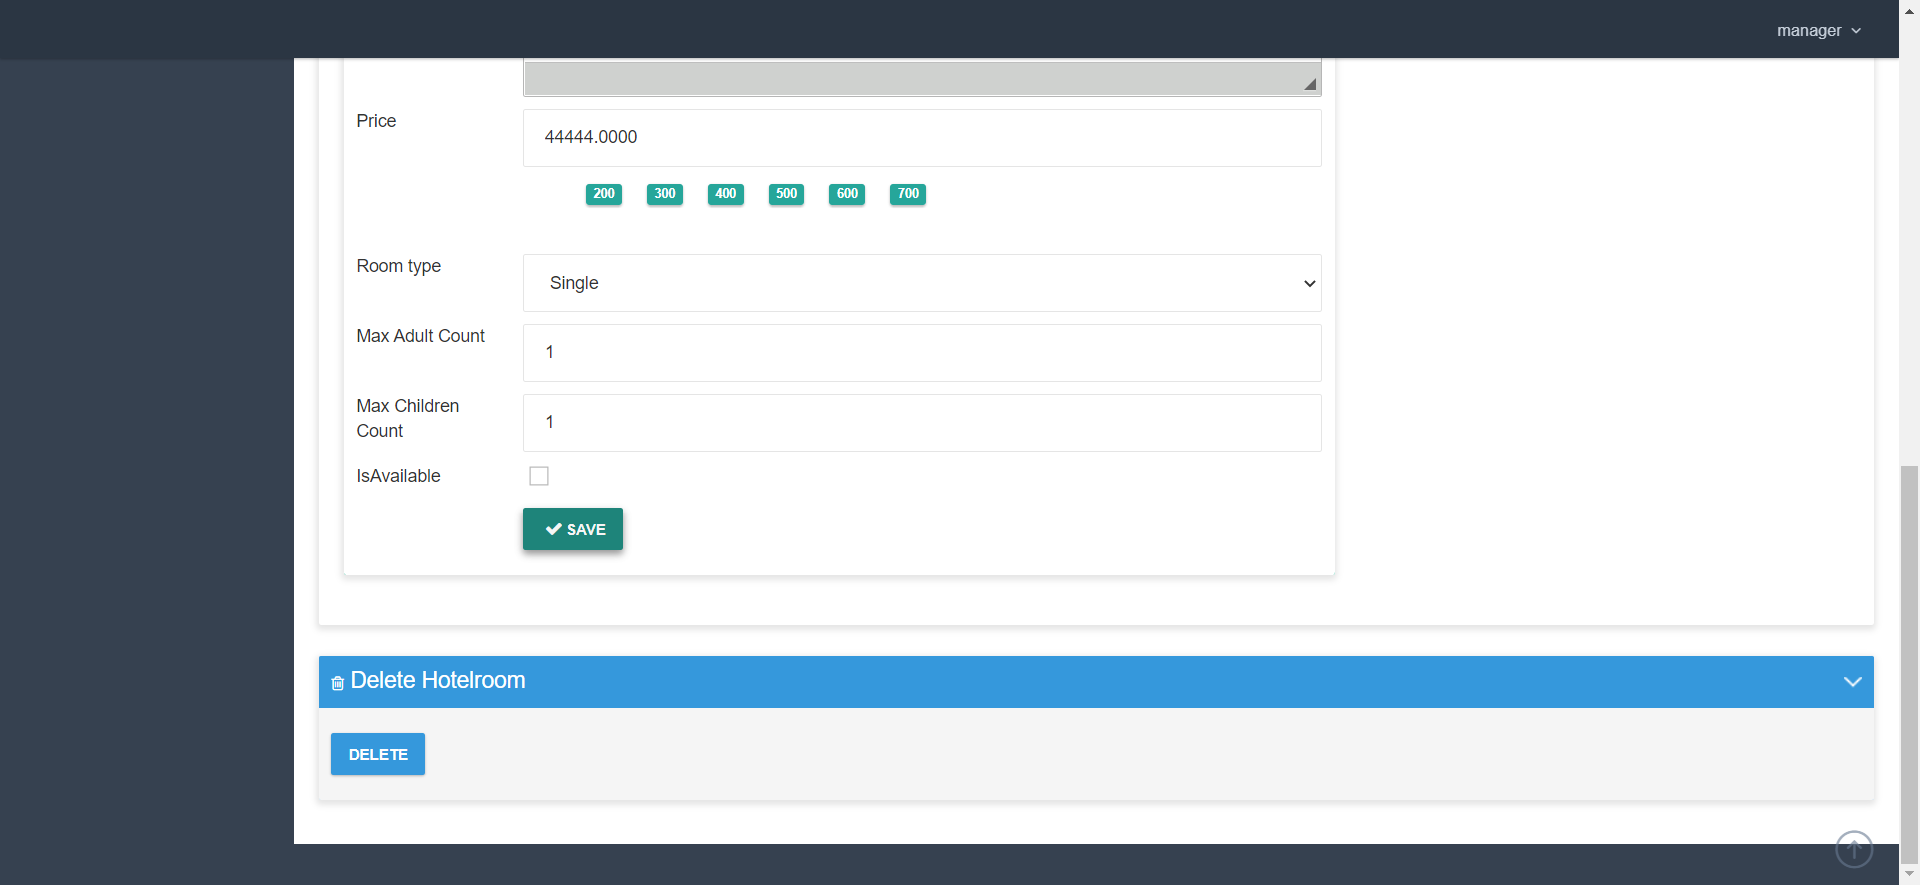 manager
Price
44444.0000
200 300 400 500 600 700
Room type
Single
Max Adult Count
1
Max Children
Count
1
IsAvailable
SAVE
Delete Hotelroom
DELETE